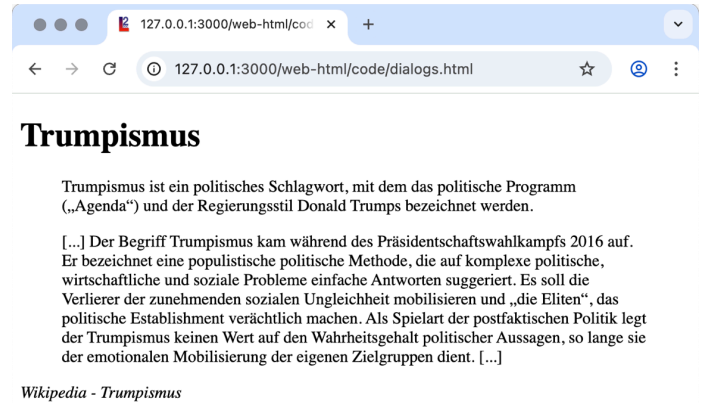 127.0.0.1:3000/web-html/cod
127.0.0.1:3000/web-html/code/dialogs.html
Trumpismus
Trumpismus ist ein politisches Schlagwort, mit dem das politische Programm
(„Agenda“) und der Regierungsstil Donald Trumps bezeichnet werden.
[...] Der Begriff Trumpismus kam während des Präsidentschaftswahlkampfs 2016 auf.
Er bezeichnet eine populistische politische Methode, die auf komplexe politische,
wirtschaftliche und soziale Probleme einfache Antworten suggeriert. Es soll die
Verlierer der zunehmenden sozialen Ungleichheit mobilisieren und „die Eliten“, das
politische Establishment verächtlich machen. Als Spielart der postfaktischen Politik legt
der Trumpismus keinen Wert auf den Wahrheitsgehalt politischer Aussagen, so lange sie
der emotionalen Mobilisierung der eigenen Zielgruppen dient. [...]
Wikipedia - Trumpismus